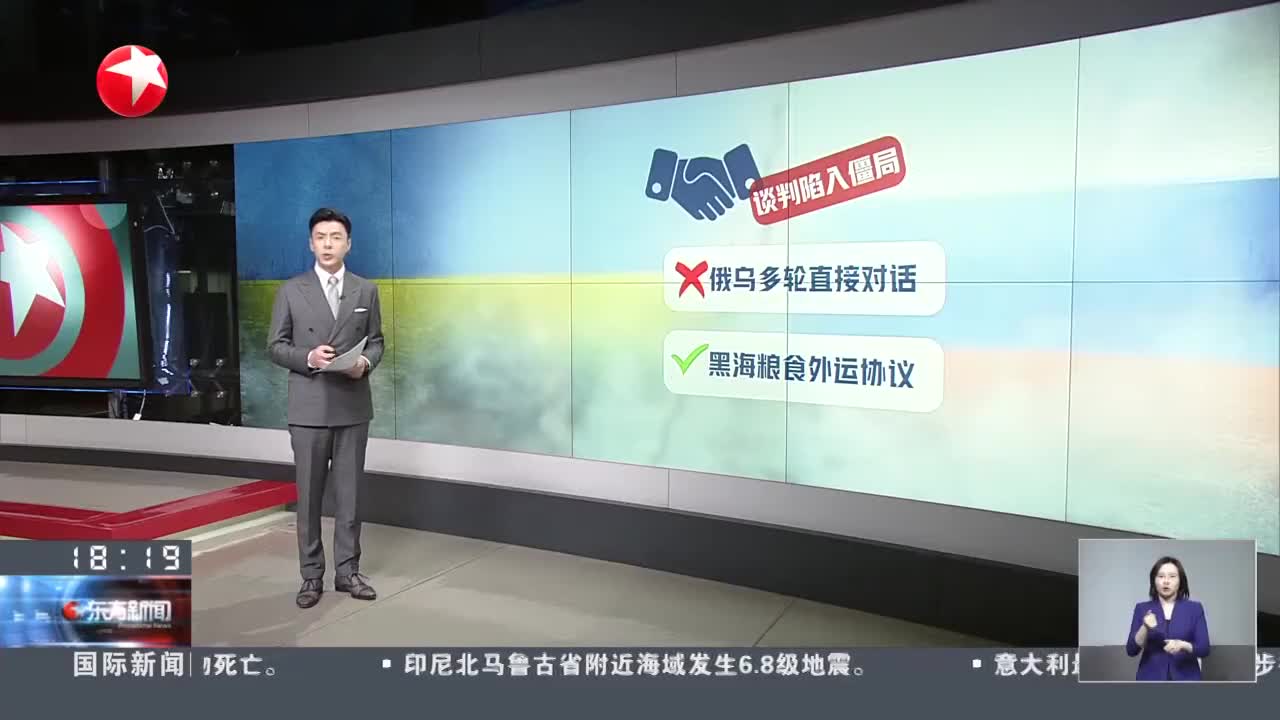 谈判陷入僵局
俄乌多轮直接对话
黑海粮食外运协议
18:19
东方新闻
国际新闻
死亡。
▪ 印尼北马鲁古省附近海域发生6.8级地震。
▪ 意大利
步